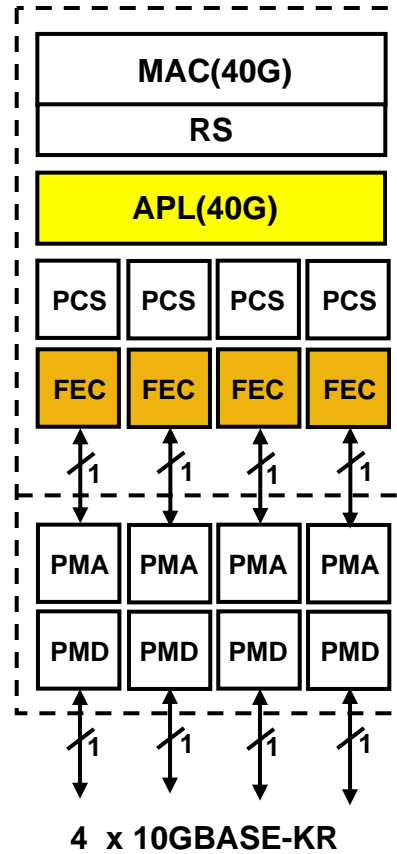 MAC(40G)
RS
APL(40G)
PCS PCS PCS PCS
FEC FEC FEC FEC
1 1 1 1
PMA PMA PMA PMA
PMD PMD PMD PMD
1 1 1 1
4 x 10GBASE-KR